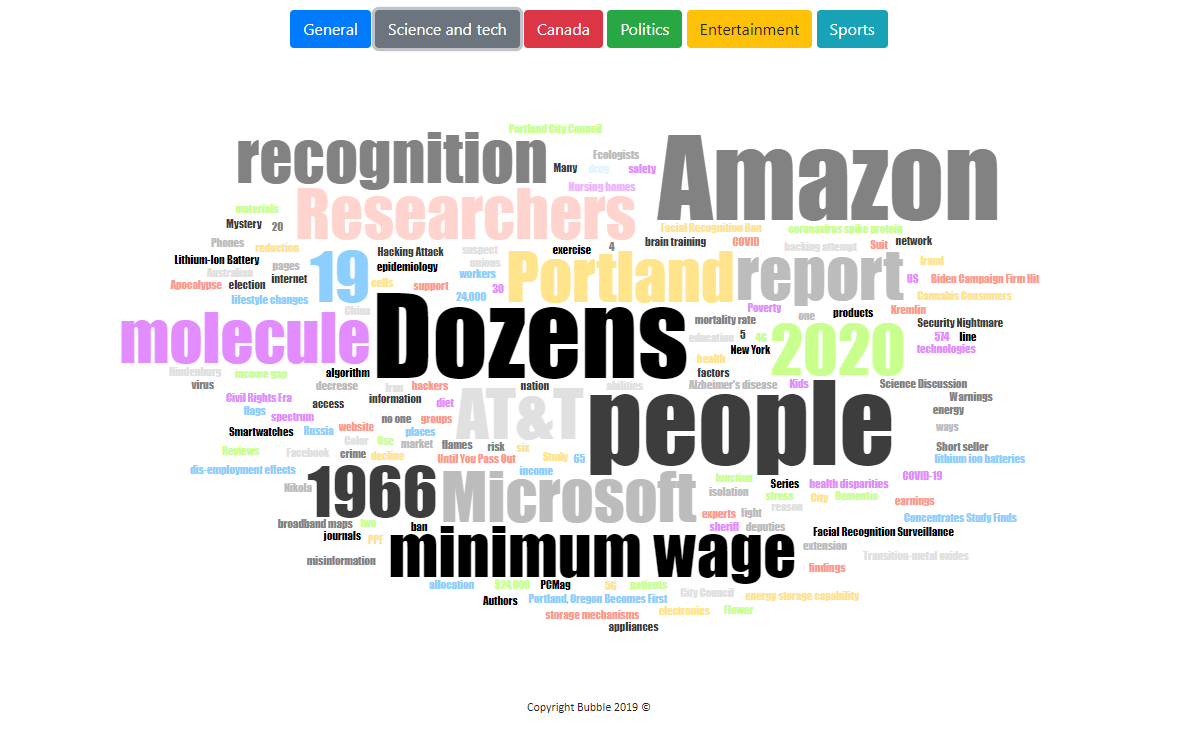 General Science and tech Canada Politics Entertainment Sports
Portland City Council
recognition
Amazon
Ecologists
Many
drug
safety
Nursing homes
Researchers
materials
Mystery
20
Facial Recognition Ban
coronavirus spike protein
Phones
reduction
Hacking Attack
suspect
exercise
4
brain training
COVID
hacking attempt
Suit
network
Lithium-Ion Battery
pages
19
epidemiology
unions
Portland
report
fraud
Australian
internet
workers
US
Biden Campaign Firm Hit
Apocalypse
election
cells
support
30
lifestyle changes
24,000
Cannabis Consumers
China
Dozens
Poverty
one
products
Kremlin
molecule
mortality rate
2020
Security Nightmare
education
5
46
574
line
New York
technologies
health
Hindenburg
income gap
algorithm
factors
virus
decrease
Iran
hackers
nation
abilities
Alzheimer's disease
Kids
Science Discussion
Civil Rights Era
access
information
diet
AT&T
people
Warnings
flags
spectrum
no one
groups
energy
Smartwatches
Russia
website
places
ways
Reviews
Facebook
Color
Use
market
flames
risk
six
Short seller
crime
decline
Until You Pass Out
Study
65
lithium ion batteries
dis-employment effects
income
Nikola
1966
Microsoft
function
isolation
Series
health disparities
COVID-19
stress
City
Dementia
reason
earnings
experts
fight
broadband maps
two
ban
sheriff
deputies
Concentrates Study Finds
journals
PPF
minimum wage
Facial Recognition Surveillance
extension
misinformation
Transition-metal oxides
findings
allocation
$24,000
PCMag
56
patients
City Council
energy storage capability
Authors
Portland, Oregon Becomes First
storage mechanisms
electronics
Flower
appliances
Copyright Bubble 2019 ©